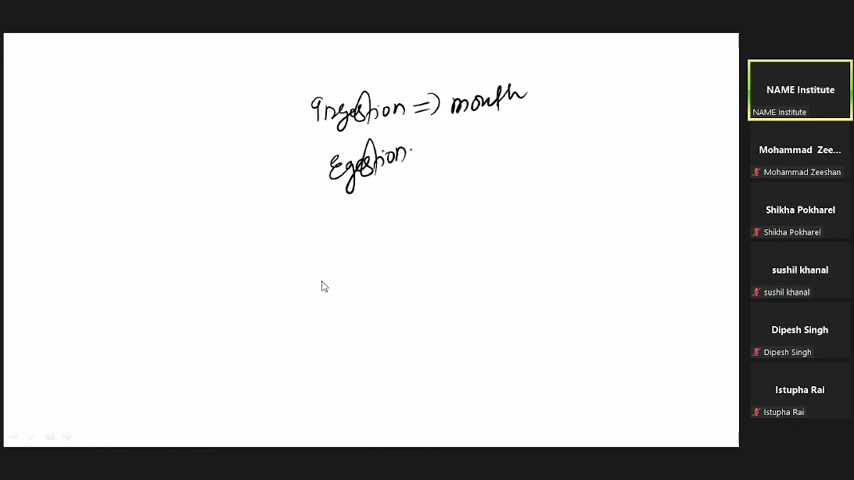 Ingestion => mouth
Egestion.
NAME Institute
NAME Institute
Mohammad Zee...
Mohammad Zeeshan
Shikha Pokharel
Shikha Pokharel
sushil khanal
sushil khanal
Dipesh Singh
Dipesh Singh
Istupha Rai
Istupha Rai